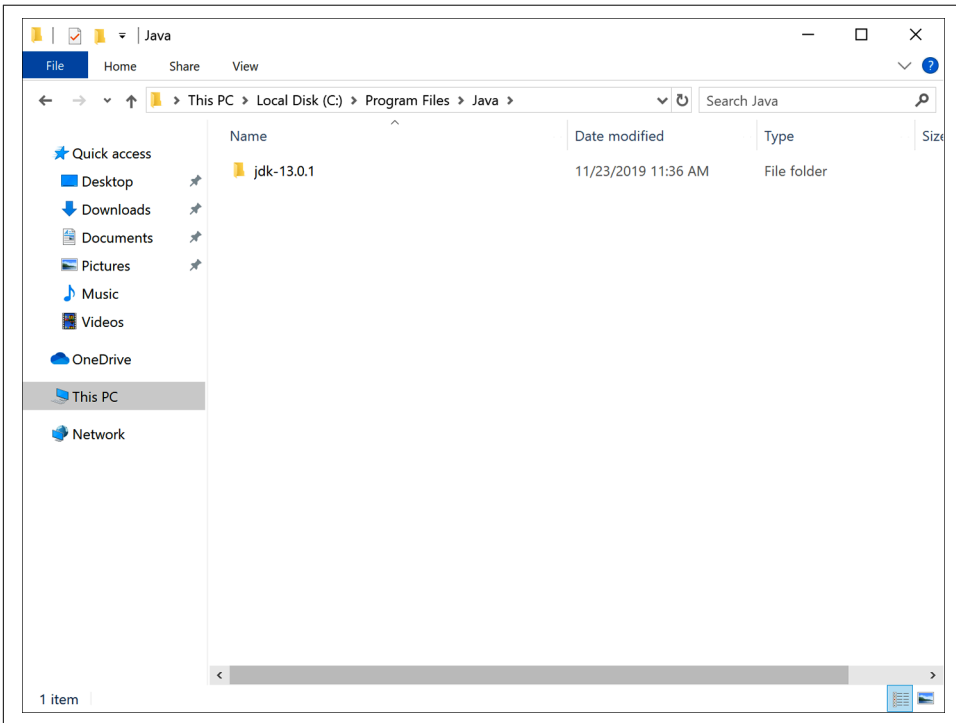 Java
File Home Share View
This PC > Local Disk (C:) > Program Files > Java >
Search Java
Name Date modified Type Size
jdk-13.0.1 11/23/2019 11:36 AM File folder
Quick access
Desktop
Downloads
Documents
Pictures
Music
Videos
OneDrive
This PC
Network
1 item